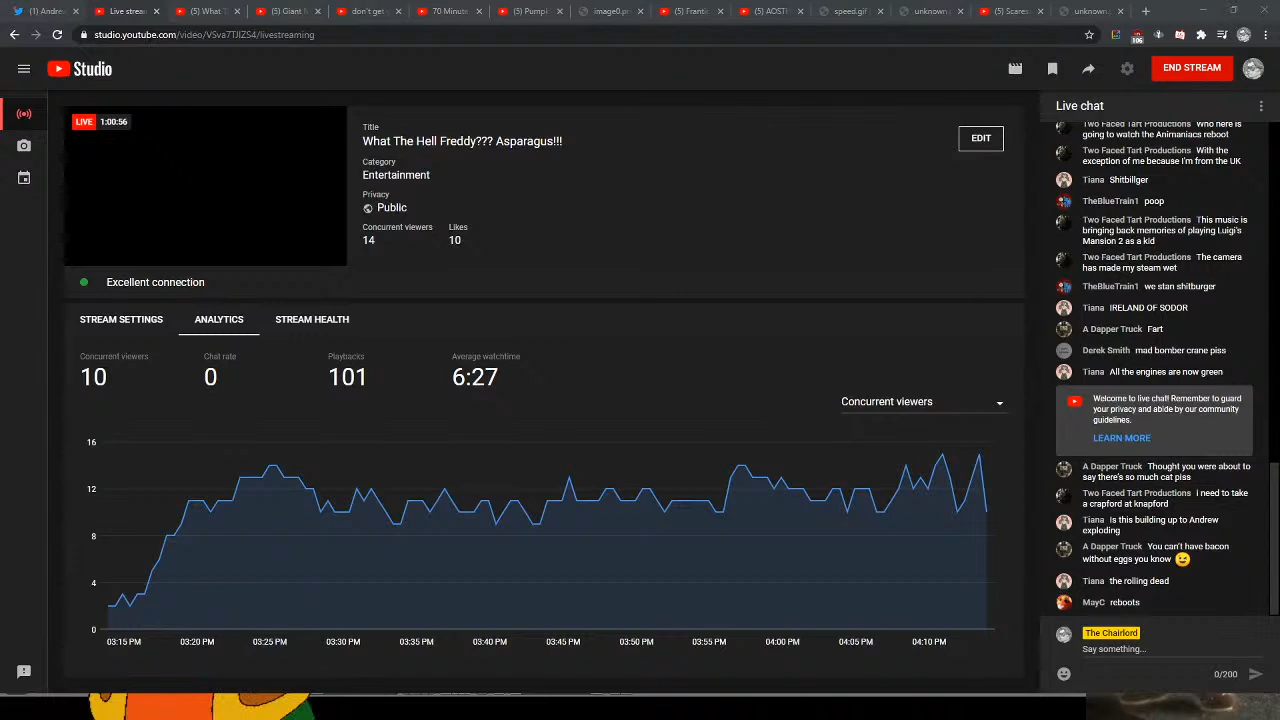 (1) Andrew
Live stream
(5) What T
(5) Giant M
don't get y
70 Minute
(5) Pumpk
image0.pn
(5) Frantic
(5) AOSTH
speed.gif
unknown
(5) Scares
unknown.
studio.youtube.com/video/VSva7TJIZS4/livestreaming
106
Studio
END STREAM
LIVE 1:00:56
Title
What The Hell Freddy??? Asparagus!!!
EDIT
Category
Entertainment
Privacy
Public
Concurrent viewers
Likes
14
10
Excellent connection
STREAM SETTINGS
ANALYTICS
STREAM HEALTH
Concurrent viewers
Chat rate
Playbacks
Average watchtime
10
0
101
6:27
Concurrent viewers
16
12
8
4
0
03:15 PM
03:20 PM
03:25 PM
03:30 PM
03:35 PM
03:40 PM
03:45 PM
03:50 PM
03:55 PM
04:00 PM
04:05 PM
04:10 PM
Live chat
Two Faced Tart Productions Who here is
going to watch the Animaniacs reboot
Two Faced Tart Productions With the
exception of me because I'm from the UK
Tiana Shitbillger
TheBlueTrain1 poop
Two Faced Tart Productions This music is
bringing back memories of playing Luigi's
Mansion 2 as a kid
Two Faced Tart Productions The camera
has made my steam wet
TheBlueTrain1 we stan shitburger
Tiana IRELAND OF SODOR
A Dapper Truck Fart
Derek Smith mad bomber crane piss
Tiana All the engines are now green
Welcome to live chat! Remember to guard
your privacy and abide by our community
guidelines.
LEARN MORE
A Dapper Truck Thought you were about to
say there's so much cat piss
Two Faced Tart Productions i need to take
a crapford at knapford
Tiana Is this building up to Andrew
exploding
A Dapper Truck You can't have bacon
without eggs you know 😉
Tiana the rolling dead
MayC reboots
The Chairlord
Say something...
0/200